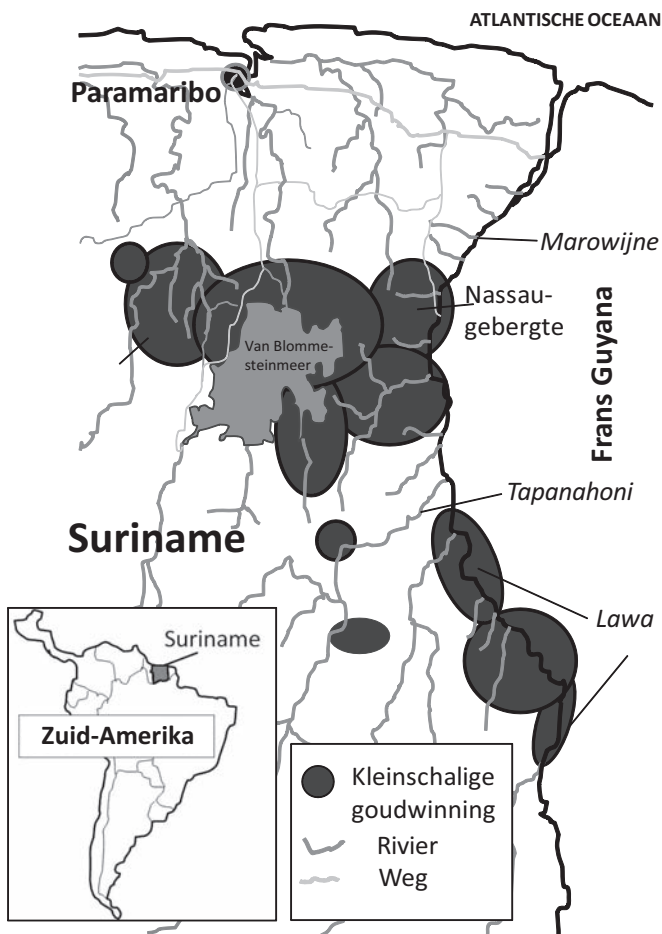 ATLANTISCHE OCEAAN
Paramaribo
Marowijne
Nassau-
gebergte
Frans Guyana
Van Blomme-
steinmeer
Tapanahoni
Suriname
Lawa
Suriname
Zuid-Amerika
Kleinschalige
goudwinning
Rivier
Weg